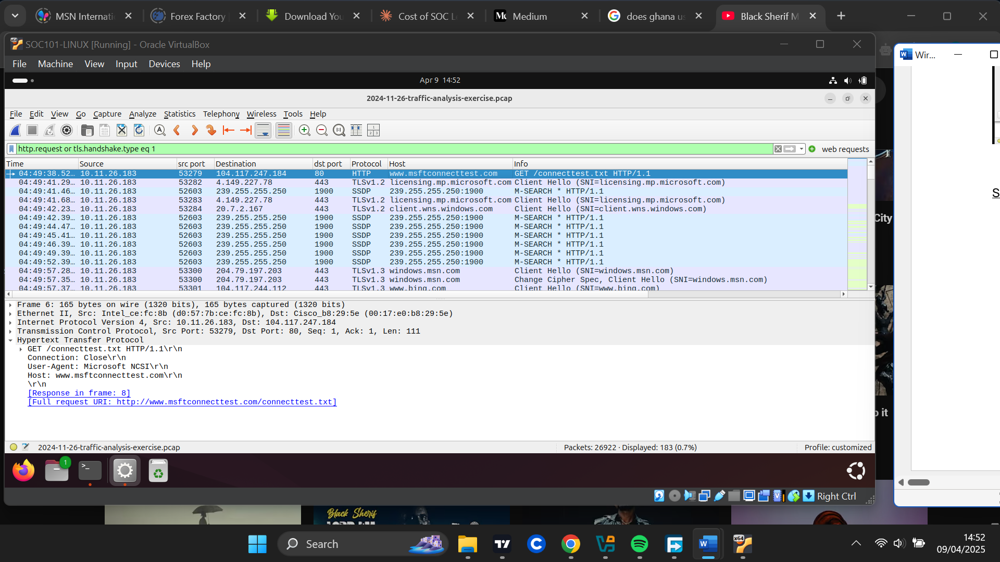 MSN Internati
Forex Factory
Download You
Cost of SOC L
Medium
does ghana us
Black Sherif M
SOC101-LINUX [Running] - Oracle VirtualBox
File Machine View Input Devices Help
Wir...
Apr 9 14:52
2024-11-26-traffic-analysis-exercise.pcap
File Edit View Go Capture Analyze Statistics Telephony Wireless Tools Help
http.request or tls.handshake.type eq 1
web requests
Time Source src port Destination dst port Protocol Host Info
04:49:38.52… 10.11.26.183 53279 104.117.247.184 80 HTTP www.msftconnecttest.com GET /connecttest.txt HTTP/1.1
04:49:41.29… 10.11.26.183 53282 4.149.227.78 443 TLSv1.2 licensing.mp.microsoft.com Client Hello (SNI=licensing.mp.microsoft.com)
04:49:41.46… 10.11.26.183 52603 239.255.255.250 1900 SSDP 239.255.255.250:1900 M-SEARCH * HTTP/1.1
04:49:41.68… 10.11.26.183 53283 4.149.227.78 443 TLSv1.2 licensing.mp.microsoft.com Client Hello (SNI=licensing.mp.microsoft.com)
04:49:42.23… 10.11.26.183 53284 20.7.2.167 443 TLSv1.2 client.wns.windows.com Client Hello (SNI=client.wns.windows.com)
04:49:42.39… 10.11.26.183 52603 239.255.255.250 1900 SSDP 239.255.255.250:1900 M-SEARCH * HTTP/1.1
04:49:44.47… 10.11.26.183 52603 239.255.255.250 1900 SSDP 239.255.255.250:1900 M-SEARCH * HTTP/1.1
04:49:45.41… 10.11.26.183 52603 239.255.255.250 1900 SSDP 239.255.255.250:1900 M-SEARCH * HTTP/1.1
04:49:46.39… 10.11.26.183 52603 239.255.255.250 1900 SSDP 239.255.255.250:1900 M-SEARCH * HTTP/1.1
04:49:49.39… 10.11.26.183 52603 239.255.255.250 1900 SSDP 239.255.255.250:1900 M-SEARCH * HTTP/1.1
04:49:52.39… 10.11.26.183 52603 239.255.255.250 1900 SSDP 239.255.255.250:1900 M-SEARCH * HTTP/1.1
04:49:57.28… 10.11.26.183 53300 204.79.197.203 443 TLSv1.3 windows.msn.com Client Hello (SNI=windows.msn.com)
04:49:57.35… 10.11.26.183 53300 204.79.197.203 443 TLSv1.3 windows.msn.com Change Cipher Spec, Client Hello (SNI=windows.msn.com)
04:49:57.37… 10.11.26.183 53301 104.117.244.112 443 TLSv1.3 www.bing.com Client Hello (SNI=www.bing.com)
S
City
Frame 6: 165 bytes on wire (1320 bits), 165 bytes captured (1320 bits)
Ethernet II, Src: Intel_ce:fc:8b (d0:57:7b:ce:fc:8b), Dst: Cisco_b8:29:5e (00:17:e0:b8:29:5e)
Internet Protocol Version 4, Src: 10.11.26.183, Dst: 104.117.247.184
Transmission Control Protocol, Src Port: 53279, Dst Port: 80, Seq: 1, Ack: 1, Len: 111
Hypertext Transfer Protocol
GET /connecttest.txt HTTP/1.1\r\n
Connection: Close\r\n
User-Agent: Microsoft NCSI\r\n
Host: www.msftconnecttest.com\r\n
\r\n
[Response in frame: 8]
[Full request URI: http://www.msftconnecttest.com/connecttest.txt]
it
2024-11-26-traffic-analysis-exercise.pcap
Packets: 26922 · Displayed: 183 (0.7%)
Profile: customized
1
Right Ctrl
Black Sherif
Search
x64
14:52
09/04/2025